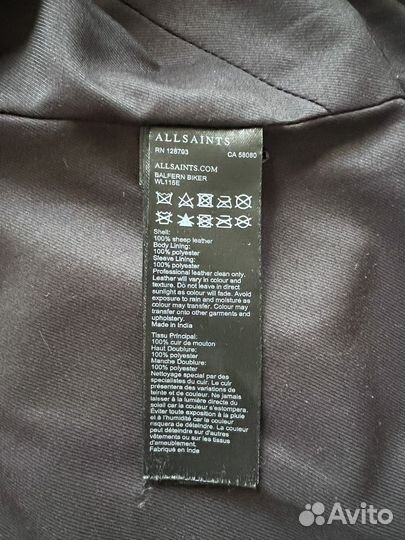 ALLSAINTS
RN 128793 CA 58080
ALLSAINTS.COM
BALFERN BIKER
WL115E
Shell:
100% sheep leather
Body Lining:
100% polyester
Sleeve Lining:
100% polyester
Professional leather clean only.
Leather will vary in colour and
texture. Do not leave in direct
sunlight as colour will fade. Avoid
exposure to rain and moisture as
colour may transfer. Colour may
transfer onto other garments and
upholstery.
Made in India
Tissu Principal:
100% cuir de mouton
Haut Doublure:
100% polyester
Manche Doublure:
100% polyester
Nettoyage special par des
specialistes du cuir. Le cuir
changera probablement de
teinte et de couleur. Ne jamais
laisser à la lumière directe du
soleil car la couleur s'estompera.
Éviter toute exposition à la
pluie et à l'humidité car la couleur
risquera de déteindre. La couleur
peut déteindre sur d'autres
vêtements ou sur les tissus
d'ameublement.
Fabriqué en Inde
Avito